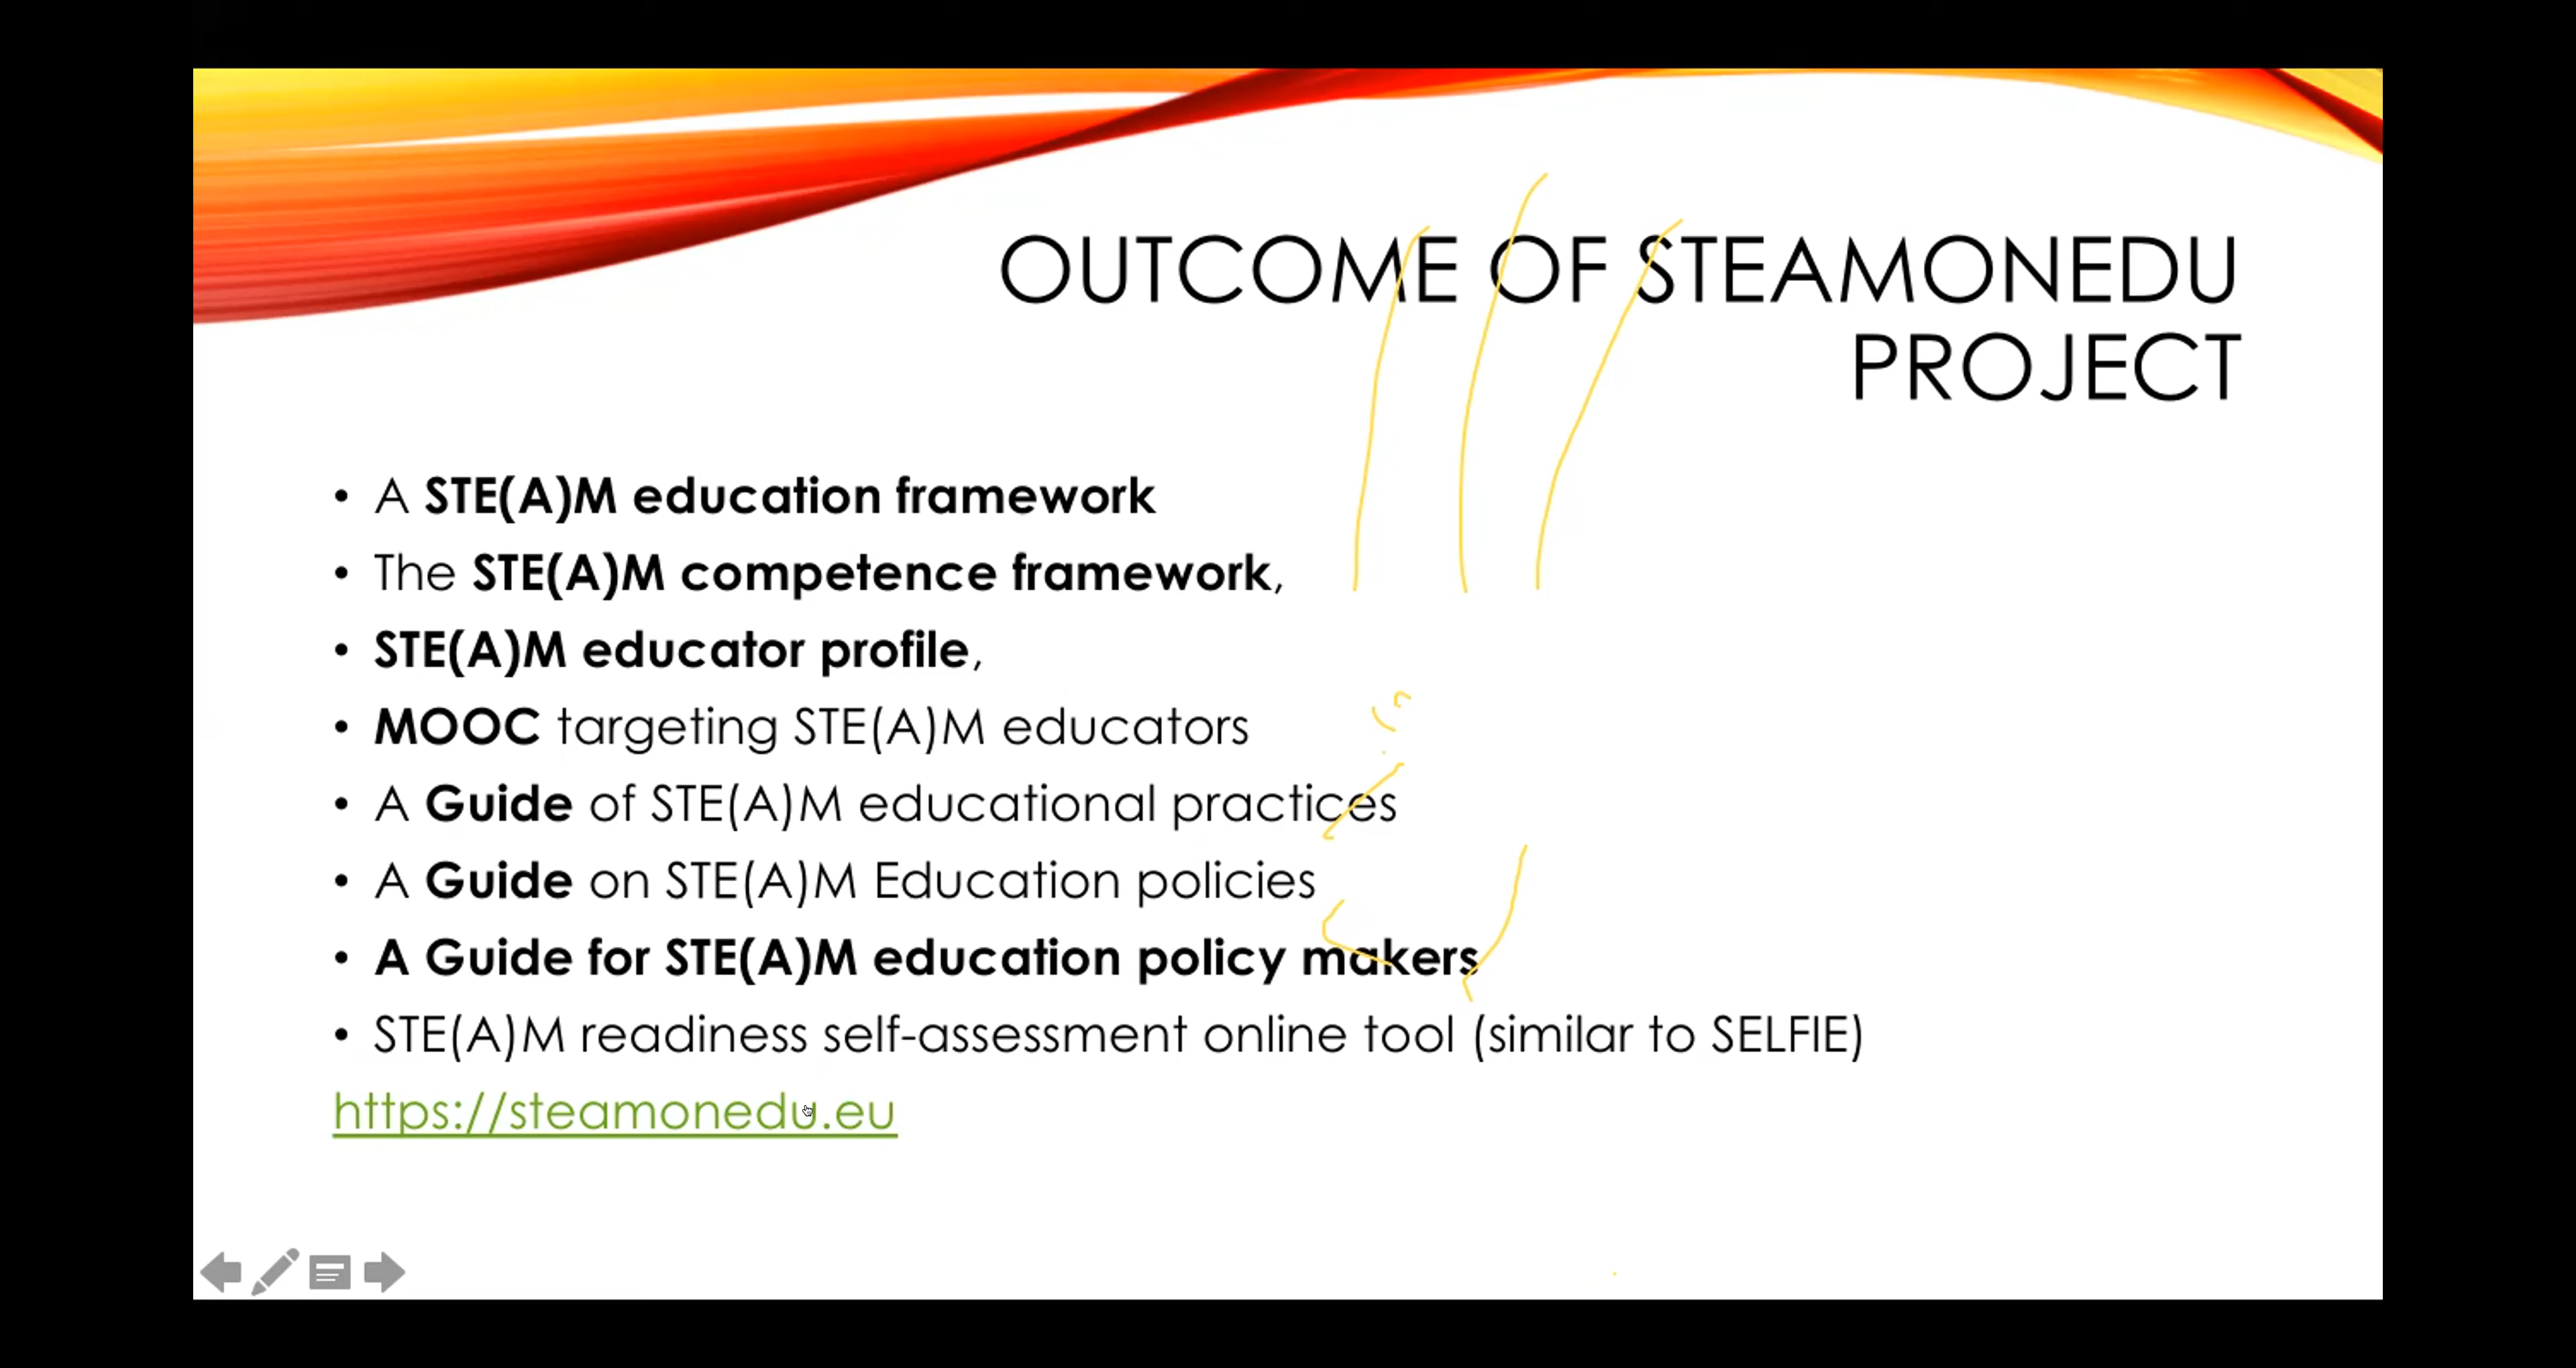 OUTCOME OF STEAMONEDU
PROJECT
• A STE(A)M education framework
• The STE(A)M competence framework,
• STE(A)M educator profile,
• MOOC targeting STE(A)M educators
• A Guide of STE(A)M educational practices
• A Guide on STE(A)M Education policies
• A Guide for STE(A)M education policy makers
• STE(A)M readiness self-assessment online tool (similar to SELFIE)
https://steamonedu.eu